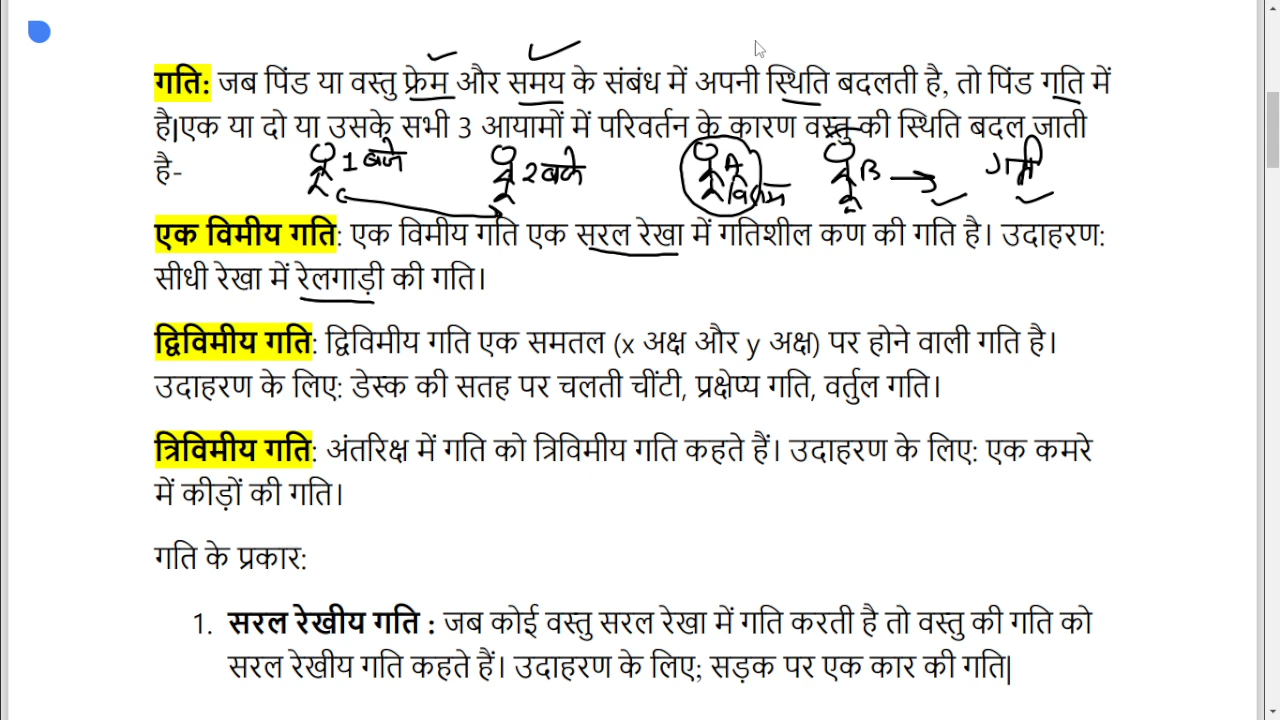 गति: जब पिंड या वस्तु फ्रेम और समय के संबंध में अपनी स्थिति बदलती है, तो पिंड गति में
है|एक या दो या उसके सभी 3 आयामों में परिवर्तन के कारण वस्तु की स्थिति बदल जाती
है-
1 बजे 2 बजे A B
एक विमीय गति: एक विमीय गति एक सरल रेखा में गतिशील कण की गति है। उदाहरण:
सीधी रेखा में रेलगाड़ी की गति।
द्विविमीय गति: द्विविमीय गति एक समतल (x अक्ष और y अक्ष) पर होने वाली गति है।
उदाहरण के लिए: डेस्क की सतह पर चलती चींटी, प्रक्षेप्य गति, वर्तुल गति।
त्रिविमीय गति: अंतरिक्ष में गति को त्रिविमीय गति कहते हैं। उदाहरण के लिए: एक कमरे
में कीड़ों की गति।
गति के प्रकार:
1. सरल रेखीय गति : जब कोई वस्तु सरल रेखा में गति करती है तो वस्तु की गति को
सरल रेखीय गति कहते हैं। उदाहरण के लिए; सड़क पर एक कार की गति|